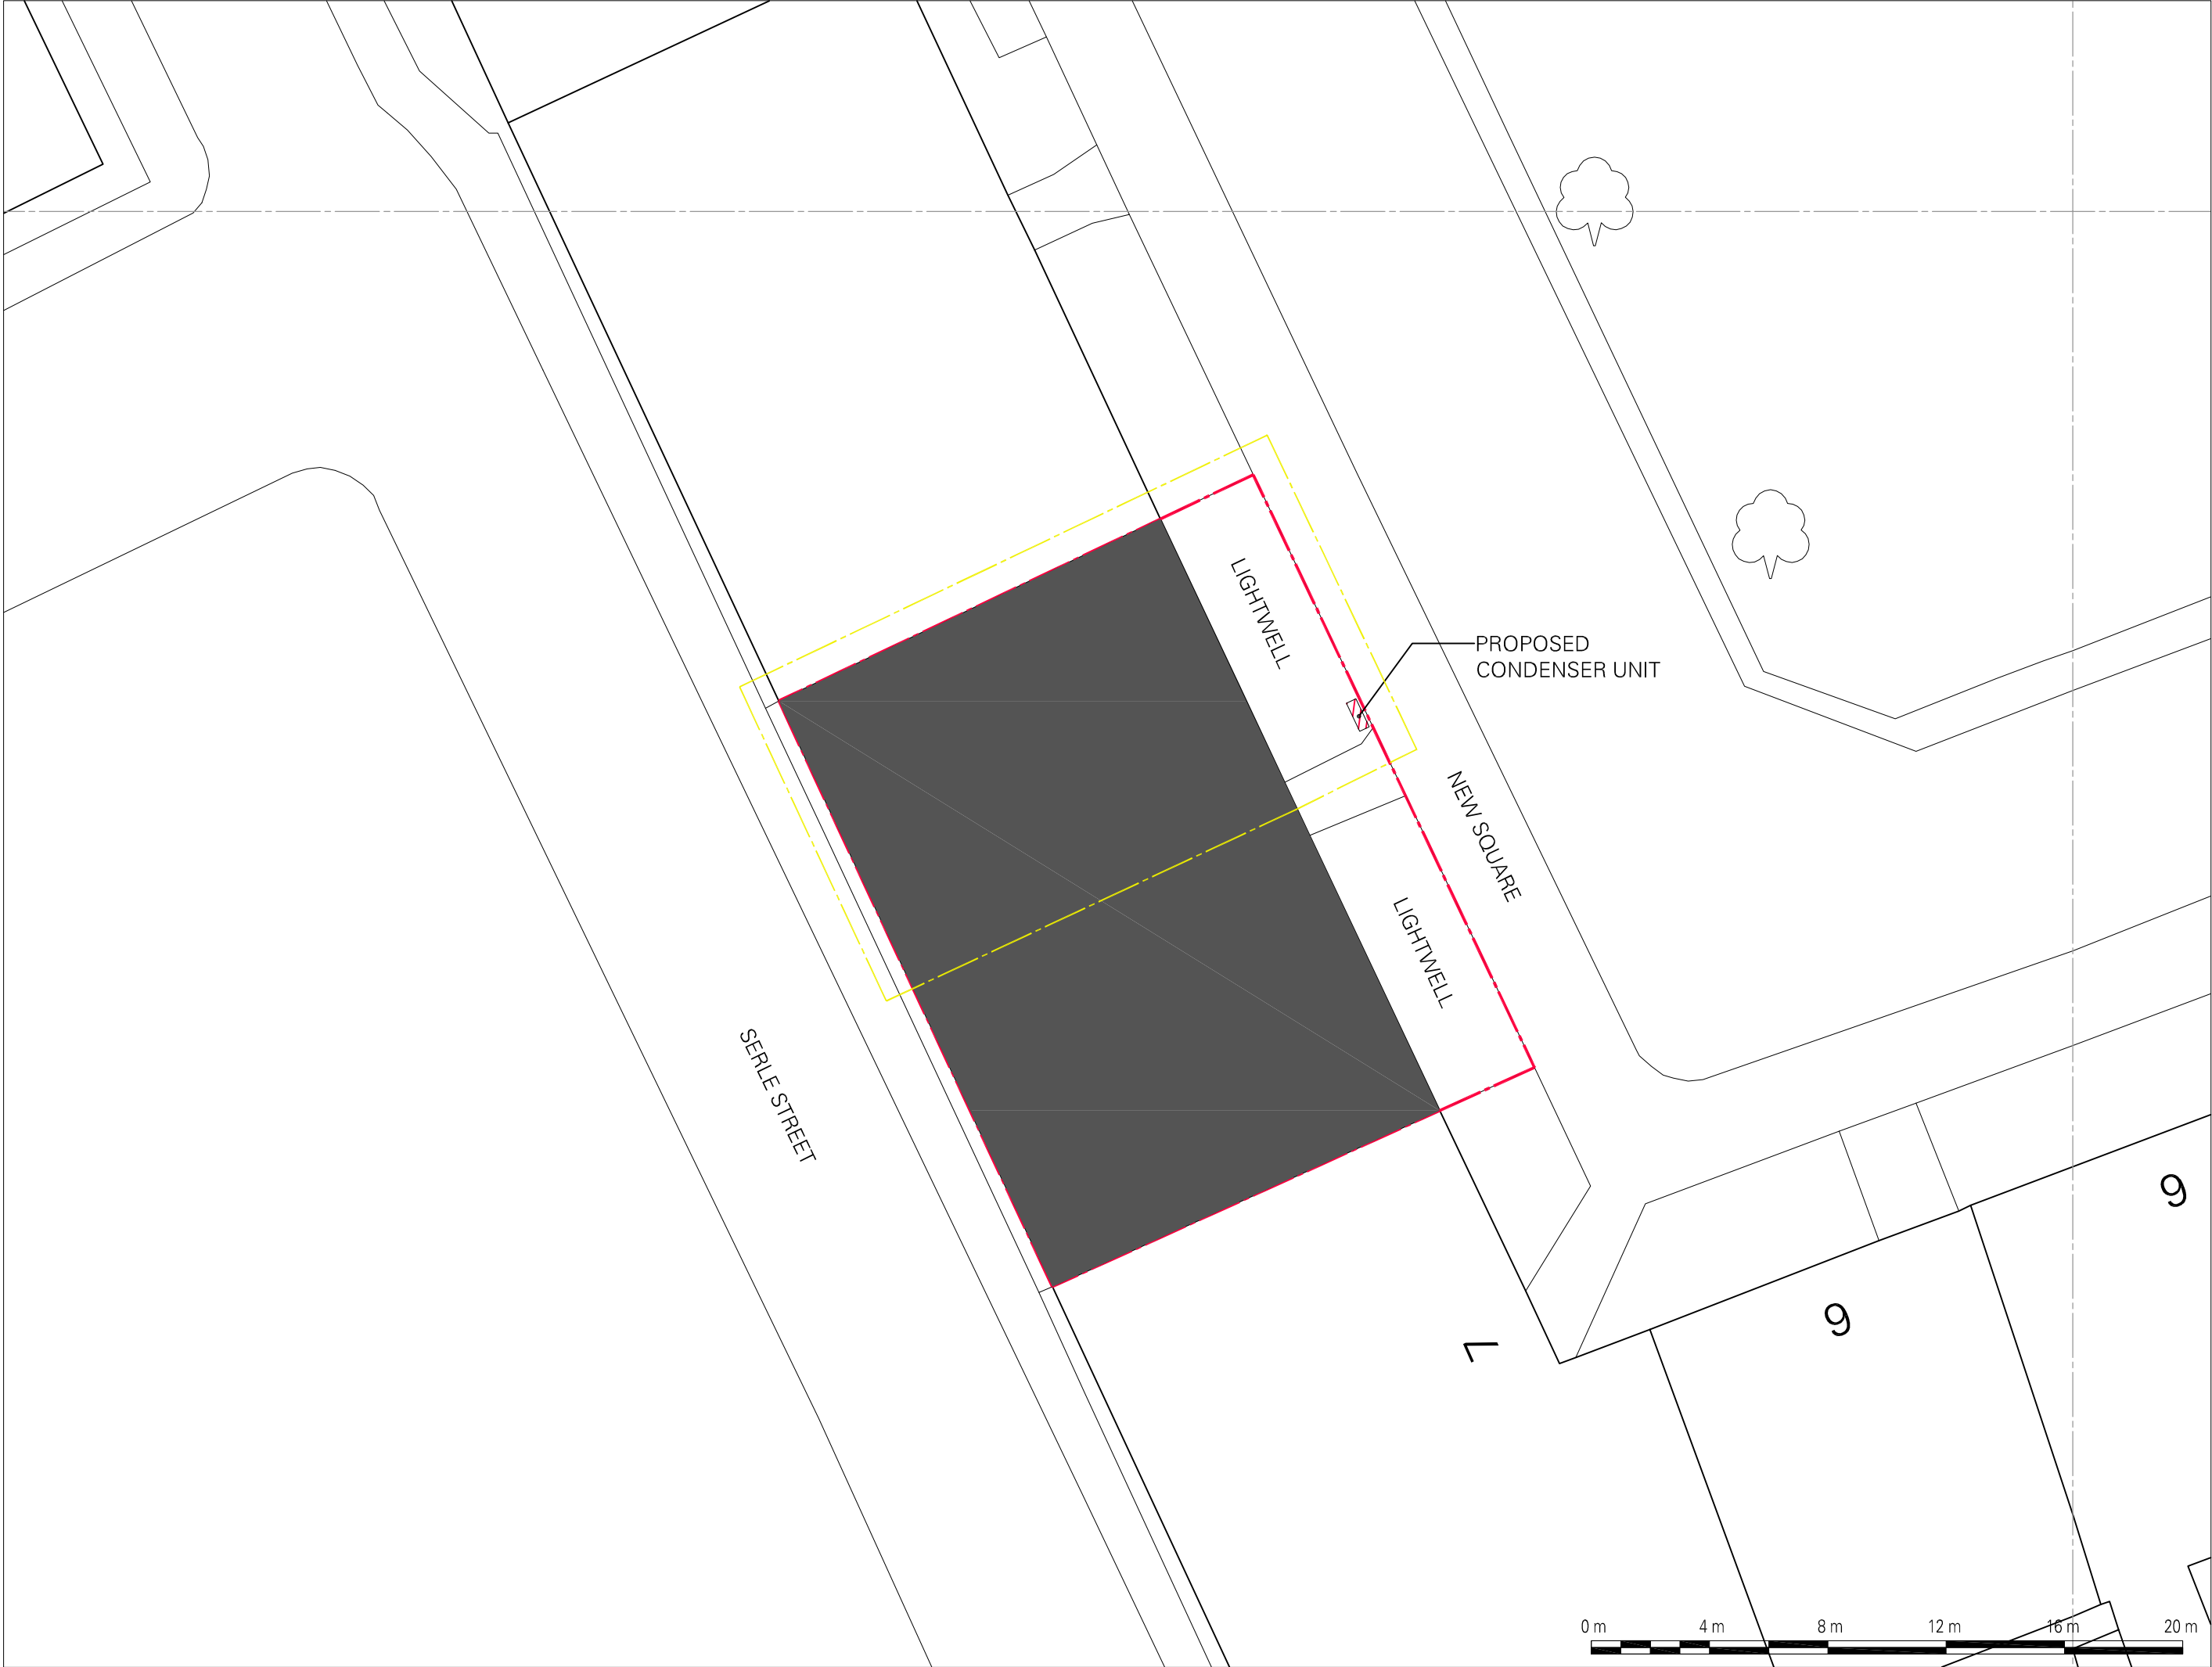 LIGHTWELL
PROPOSED
CONDENSER UNIT
NEW SQUARE
LIGHTWELL
SERLE STREET
9
9
7
0 m 4 m 8 m 12 m 16 m 20 m